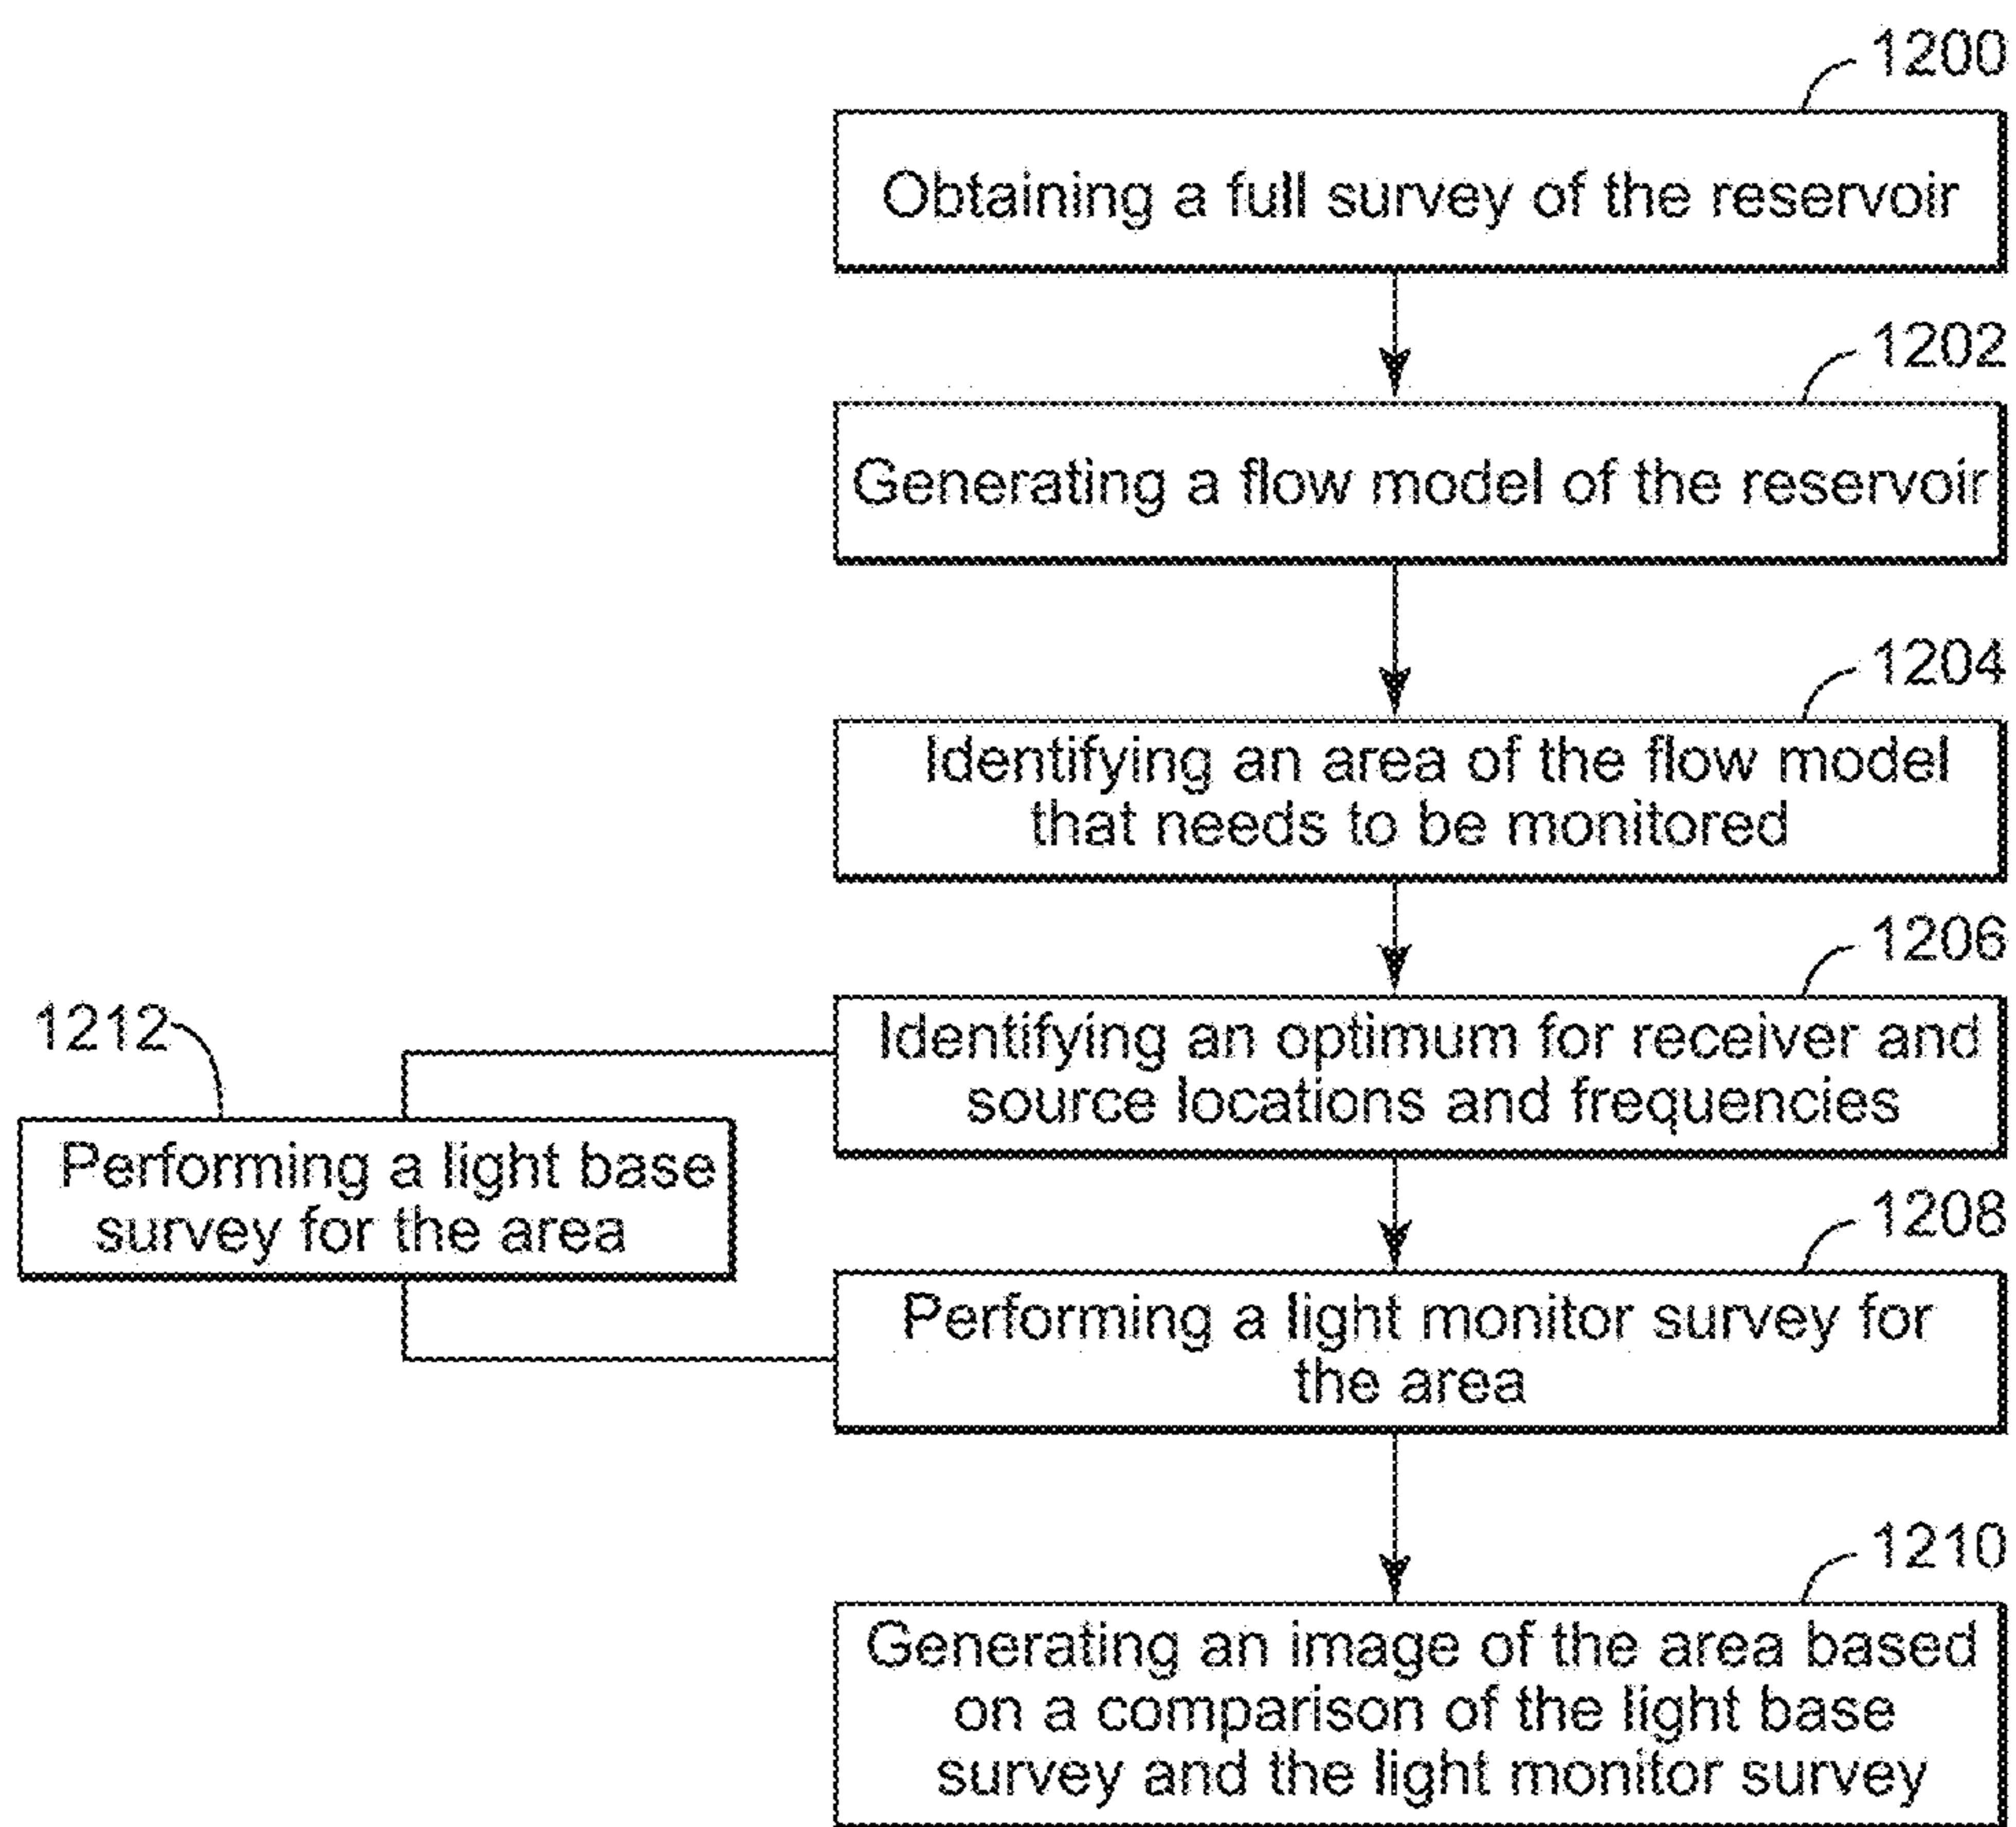 1200
Obtaining a full survey of the reservoir
1202
Generating a flow model of the reservoir
1204
Identifying an area of the flow model
that needs to be monitored
1206
Identifying an optimum for receiver and
source locations and frequencies
1212
Performing a light base
survey for the area
1208
Performing a light monitor survey for
the area
1210
Generating an image of the area based
on a comparison of the light base
survey and the light monitor survey